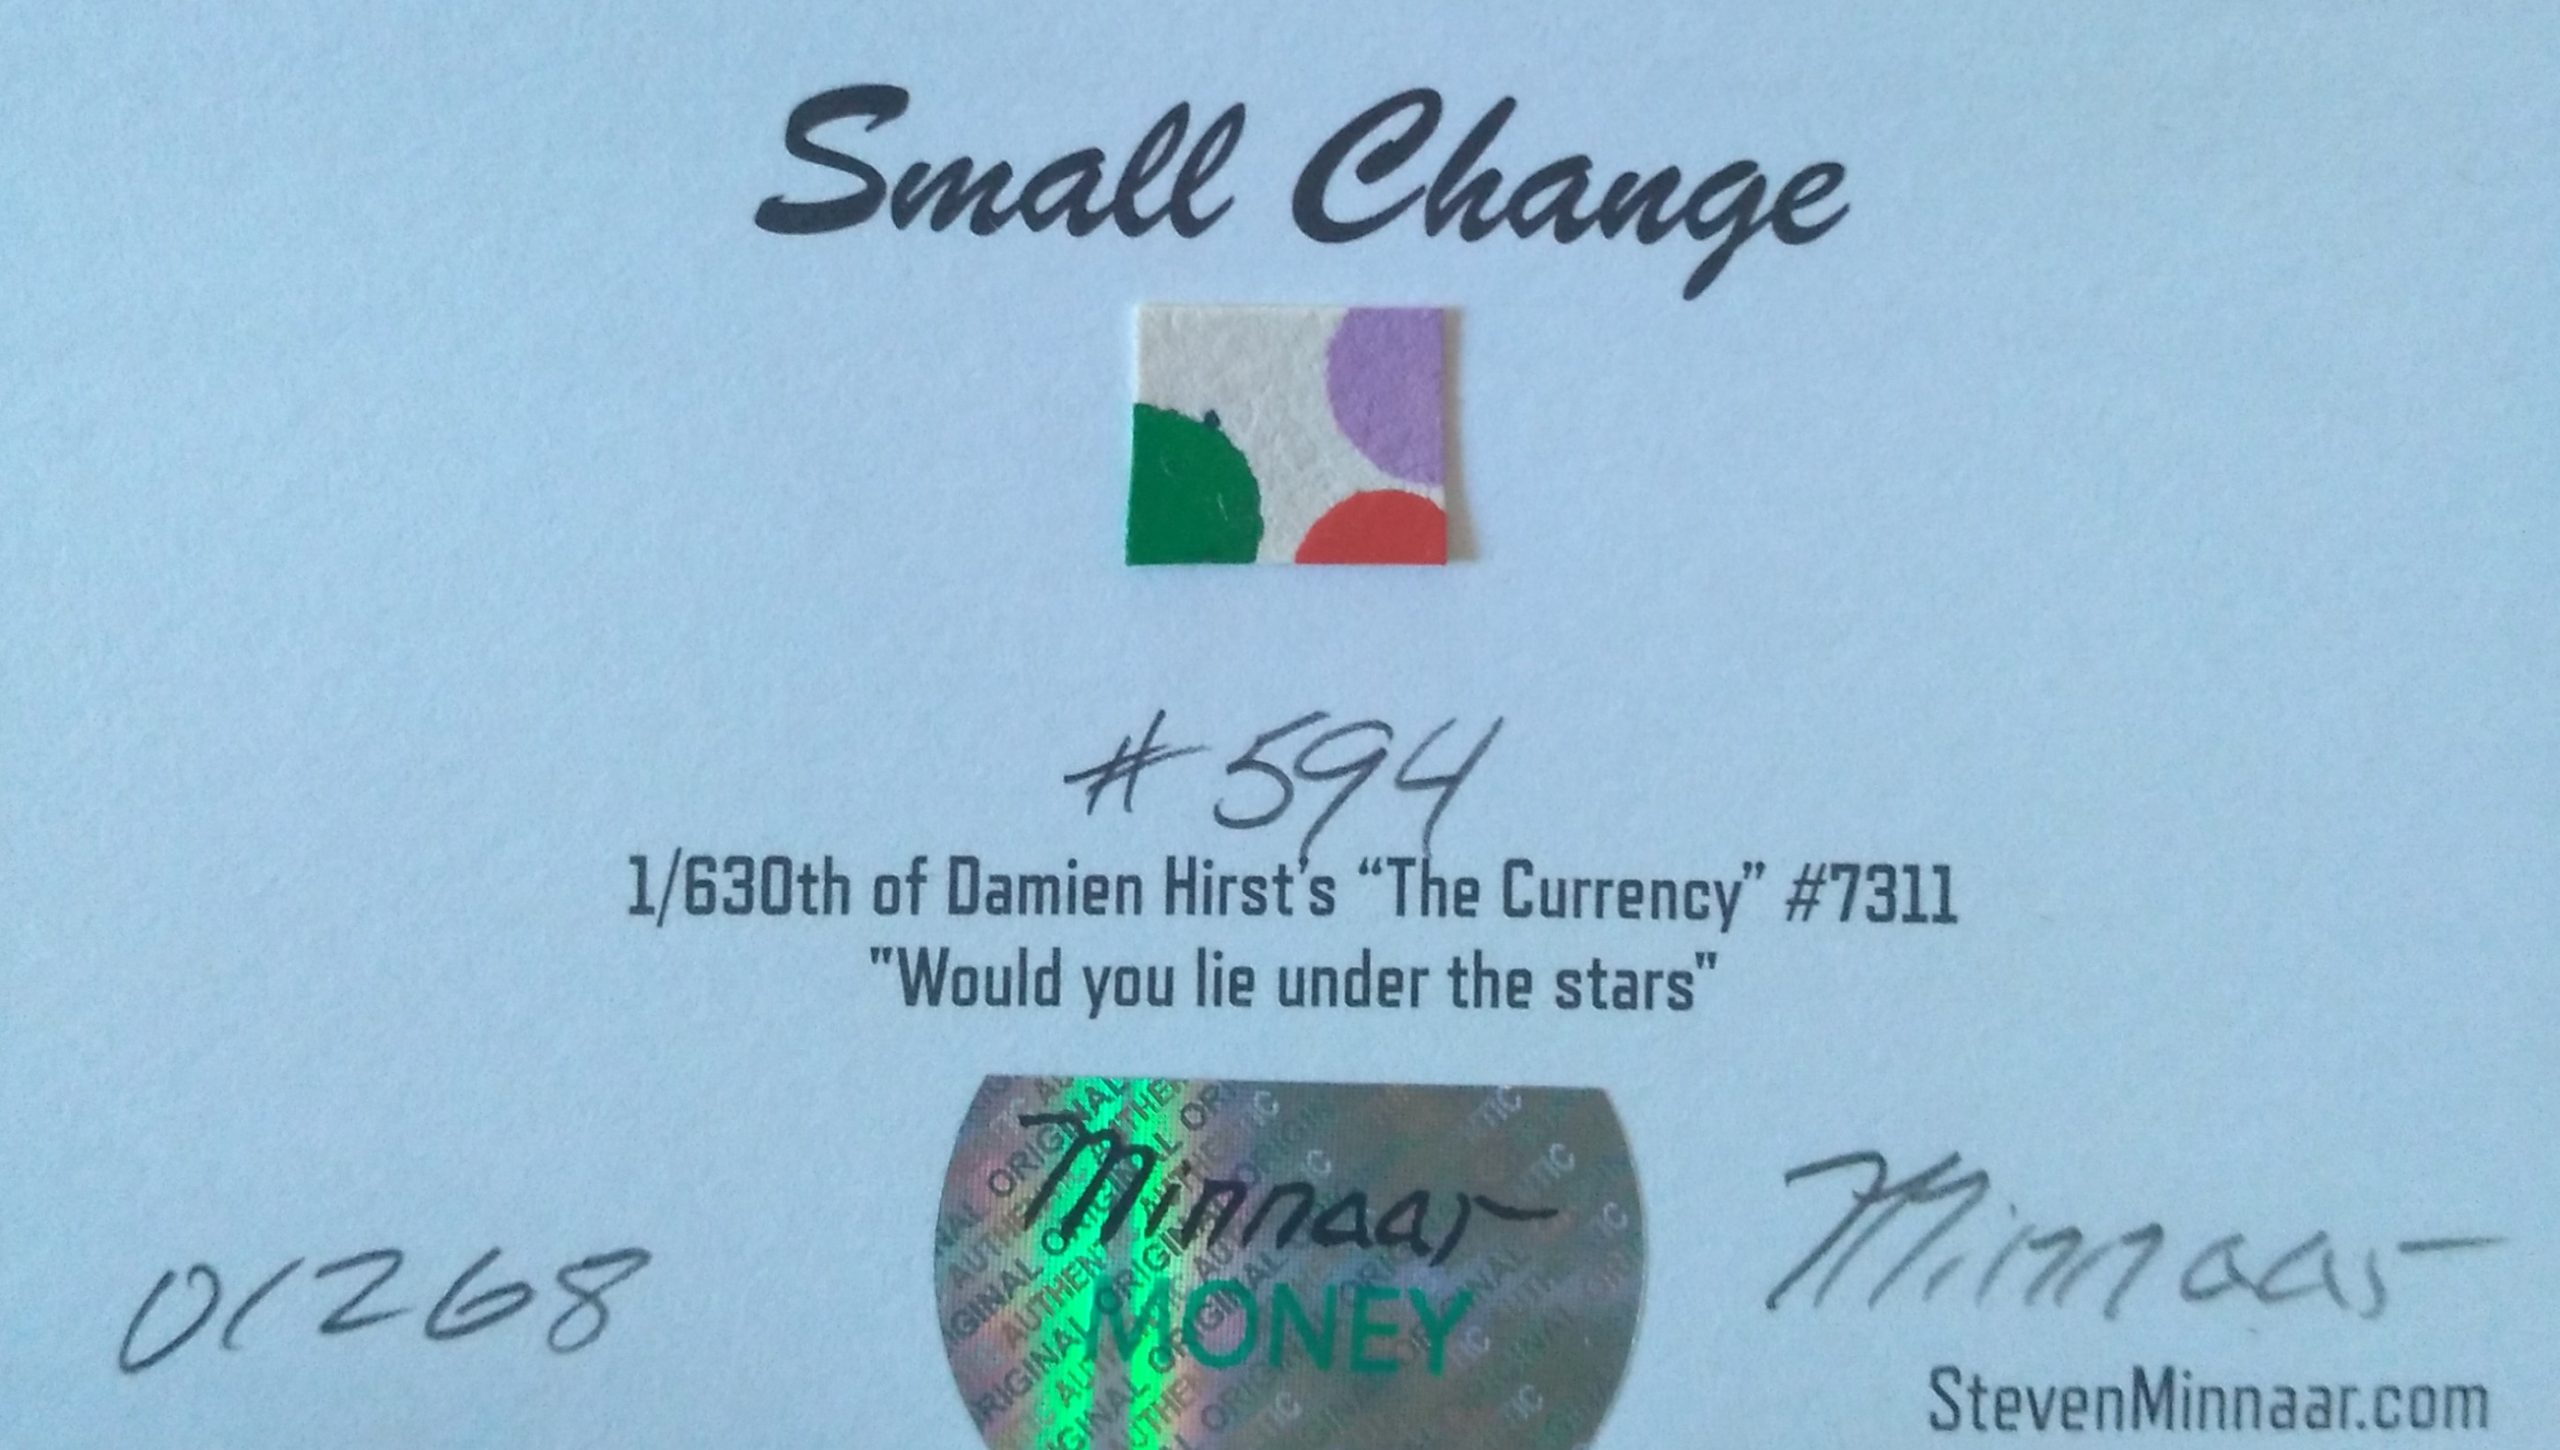 Small Change
#594
1/630th of Damien Hirst's “The Currency” #7311
"Would you lie under the stars"
Minnaar
MONEY
01268
Minnaar
StevenMinnaar.com